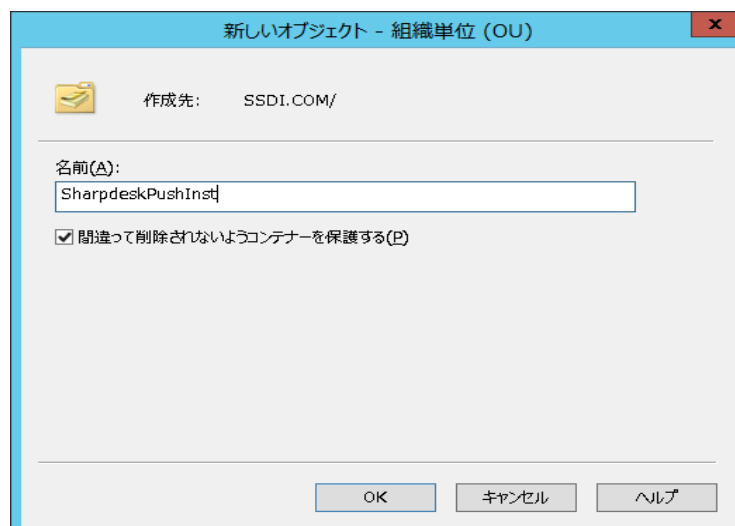 新しいオブジェクト - 組織単位 (OU)
x
作成先: SSDI.COM/
名前(A):
SharpdeskPushInst
間違って削除されないようコンテナーを保護する(P)
OK キャンセル ヘルプ